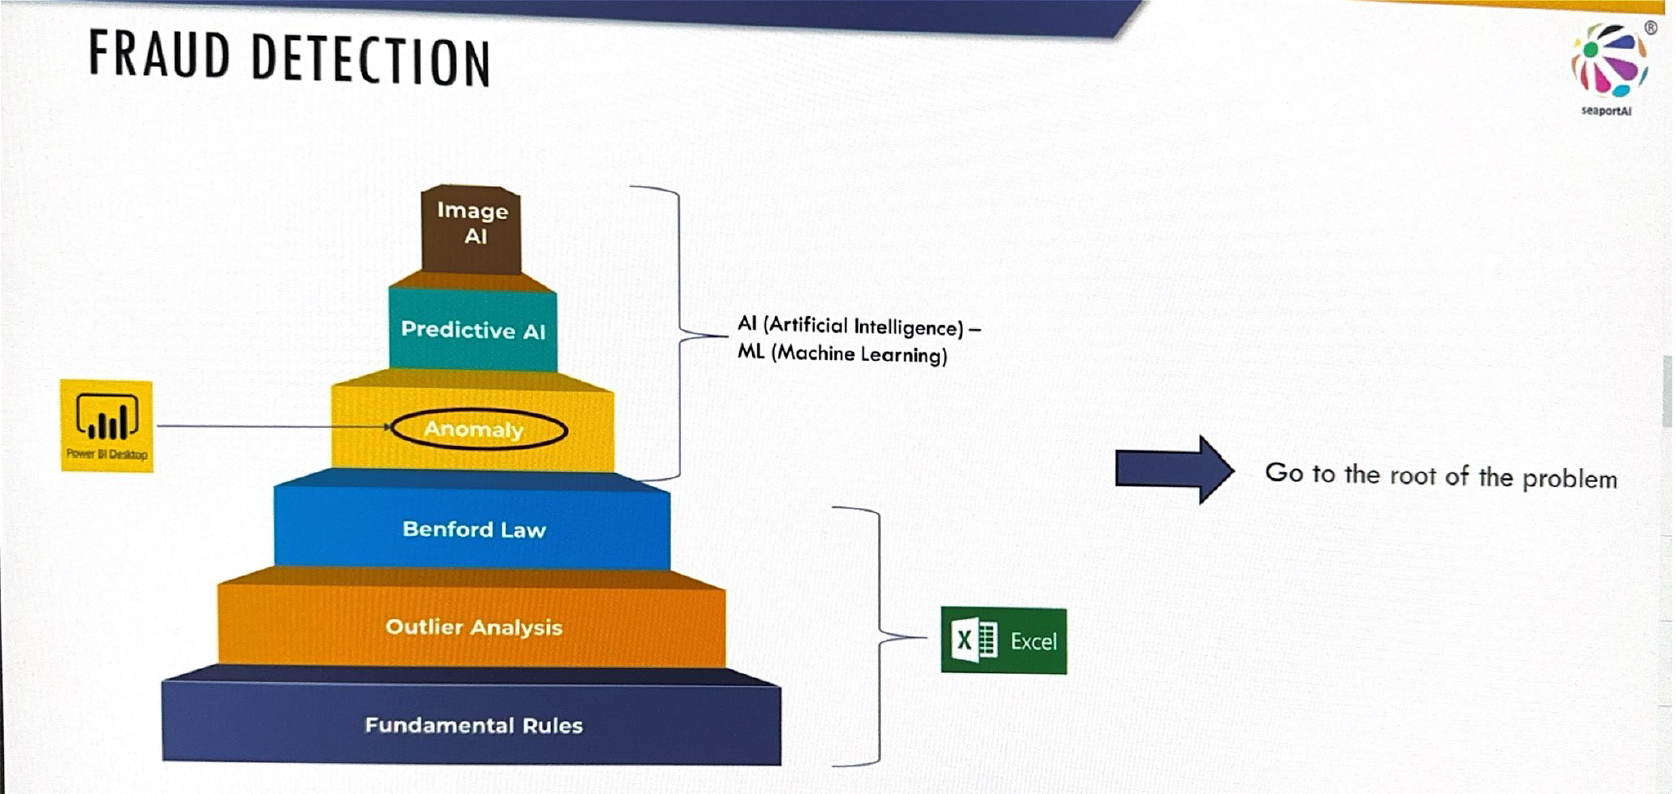 FRAUD DETECTION
®
seaportAI
Image
AI
Predictive AI
AI (Artificial Intelligence) –
ML (Machine Learning)
Anomaly
Power BI Desktop
Go to the root of the problem
Benford Law
Outlier Analysis
X Excel
Fundamental Rules